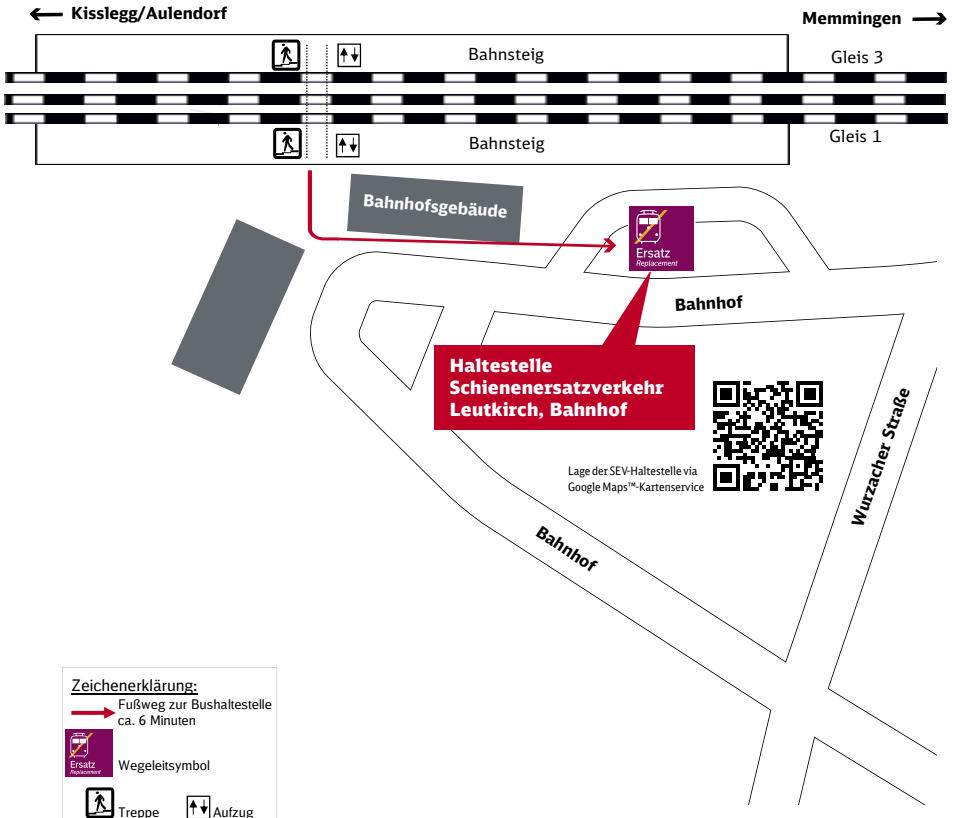 Kisslegg/Aulendorf
Memmingen
Bahnsteig
Gleis 3
Bahnsteig
Gleis 1
Bahnhofsgebäude
Ersatz
Replacement
Bahnhof
Haltestelle
Schienenersatzverkehr
Leutkirch, Bahnhof
Lage der SEV-Haltestelle via
Google Maps™-Kartenservice
Wurzacher Straße
Bahnhof
Zeichenerklärung:
Fußweg zur Bushaltestelle
ca. 6 Minuten
Ersatz
Replacement
Wegeleitsymbol
Treppe
Aufzug